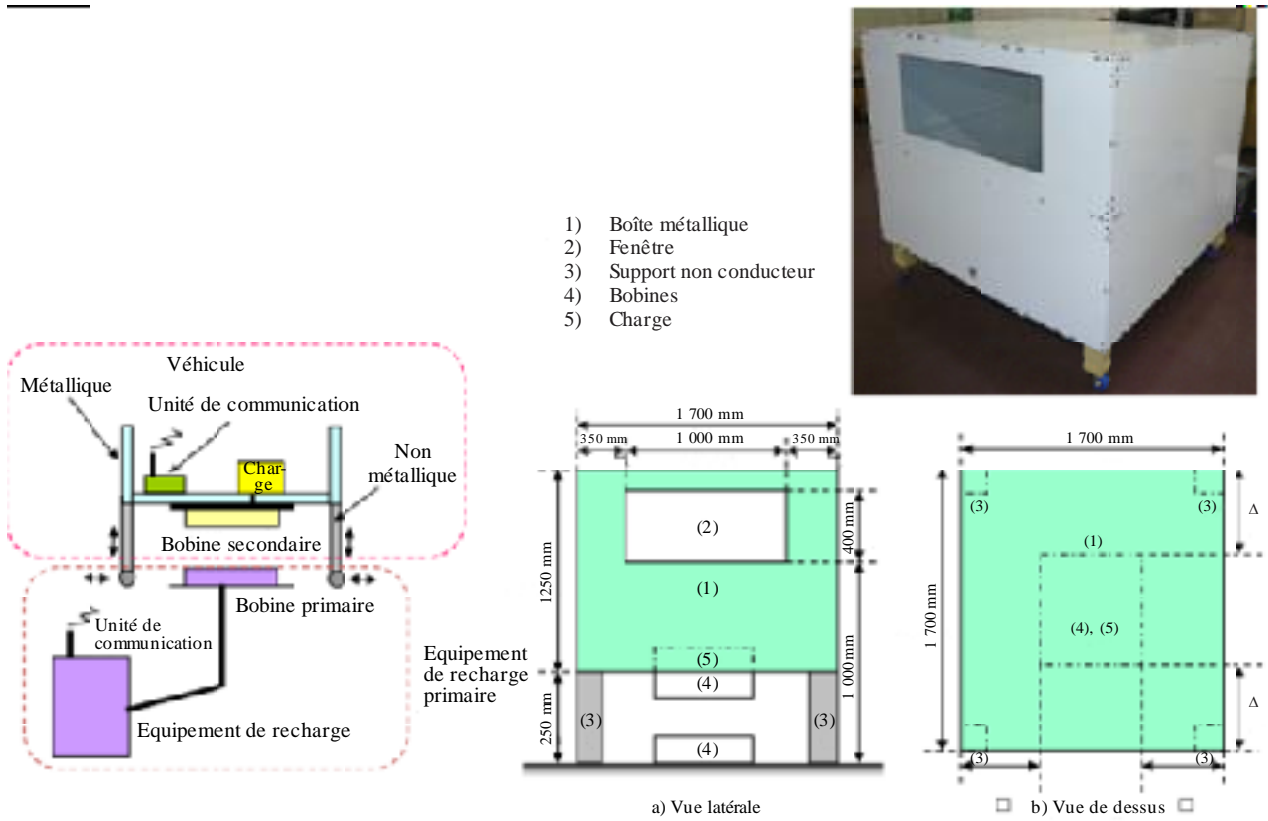 1) Boîte métallique
2) Fenêtre
3) Support non conducteur
4) Bobines
5) Charge
Véhicule
Métallique
Unité de communication
Non
métallique
Char-
ge
Bobine secondaire
Bobine primaire
Unité de
communication
Equipement de recharge
Equipement
de recharge
primaire
1 700 mm
350 mm
1 000 mm
350 mm
(2)
400 mm
1250 mm
(1)
1 000 mm
(5)
(4)
250 mm
(3)
(3)
(4)
a) Vue latérale
1 700 mm
(3)
(3)
Δ
(1)
1 700 mm
(4), (5)
Δ
(3)
(3)
b) Vue de dessus